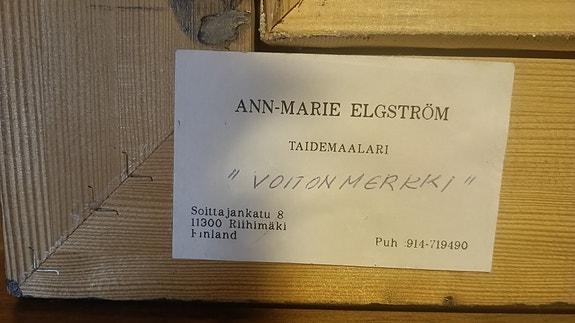 ANN-MARIE ELGSTRÖM
TAIDEMAALARI
"VOITONMERKKI"
Soittajankatu 8
11300 Riihimäki
Finland
Puh 914-719490